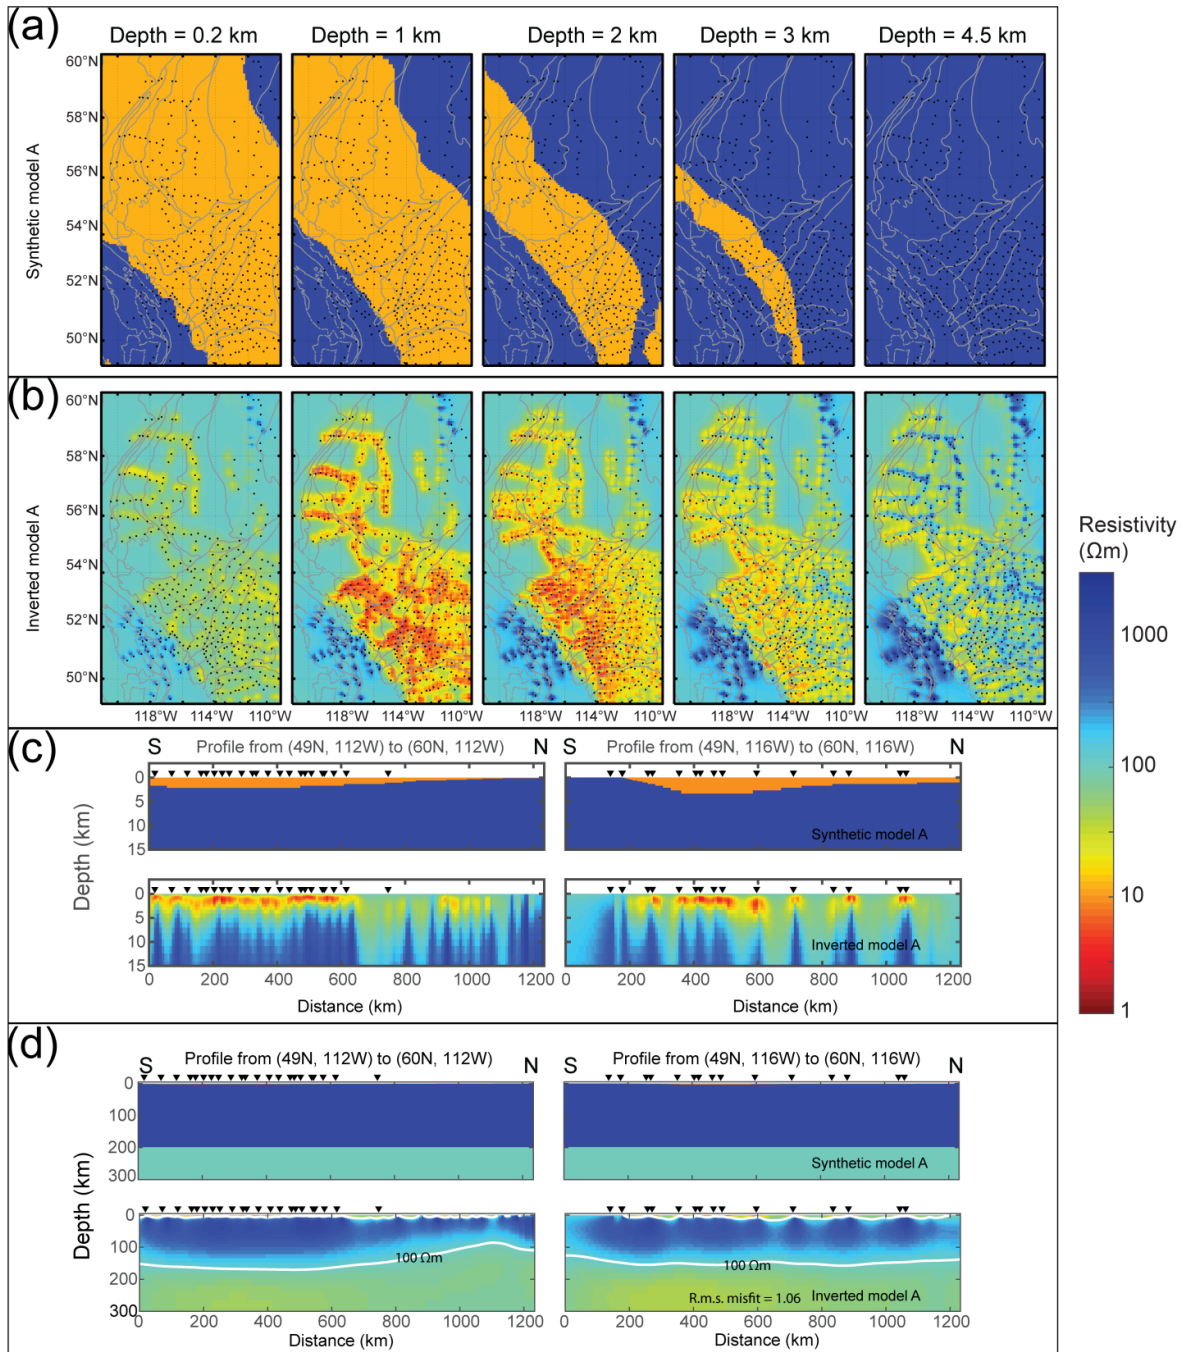 (a)
Depth = 0.2 km Depth = 1 km Depth = 2 km Depth = 3 km Depth = 4.5 km
60°N
58°N
56°N
54°N
52°N
50°N
Synthetic model A
(b)
60°N
58°N
56°N
54°N
52°N
50°N
Inverted model A
118°W 114°W 110°W 118°W 114°W 110°W 118°W 114°W 110°W 118°W 114°W 110°W 118°W 114°W 110°W
Resistivity
(Ωm)
1000
100
10
1
(c)
S Profile from (49N, 112W) to (60N, 112W) N
S Profile from (49N, 116W) to (60N, 116W) N
0
5
10
15
Synthetic model A
Depth (km)
0
5
10
15
Inverted model A
0 200 400 600 800 1000 1200
0 200 400 600 800 1000 1200
Distance (km) Distance (km)
(d)
S Profile from (49N, 112W) to (60N, 112W) N
S Profile from (49N, 116W) to (60N, 116W) N
0
100
200
300
Synthetic model A
Depth (km)
0
100
200
300
100 Ωm
100 Ωm
R.m.s. misfit = 1.06 Inverted model A
0 200 400 600 800 1000 1200
0 200 400 600 800 1000 1200
Distance (km) Distance (km)